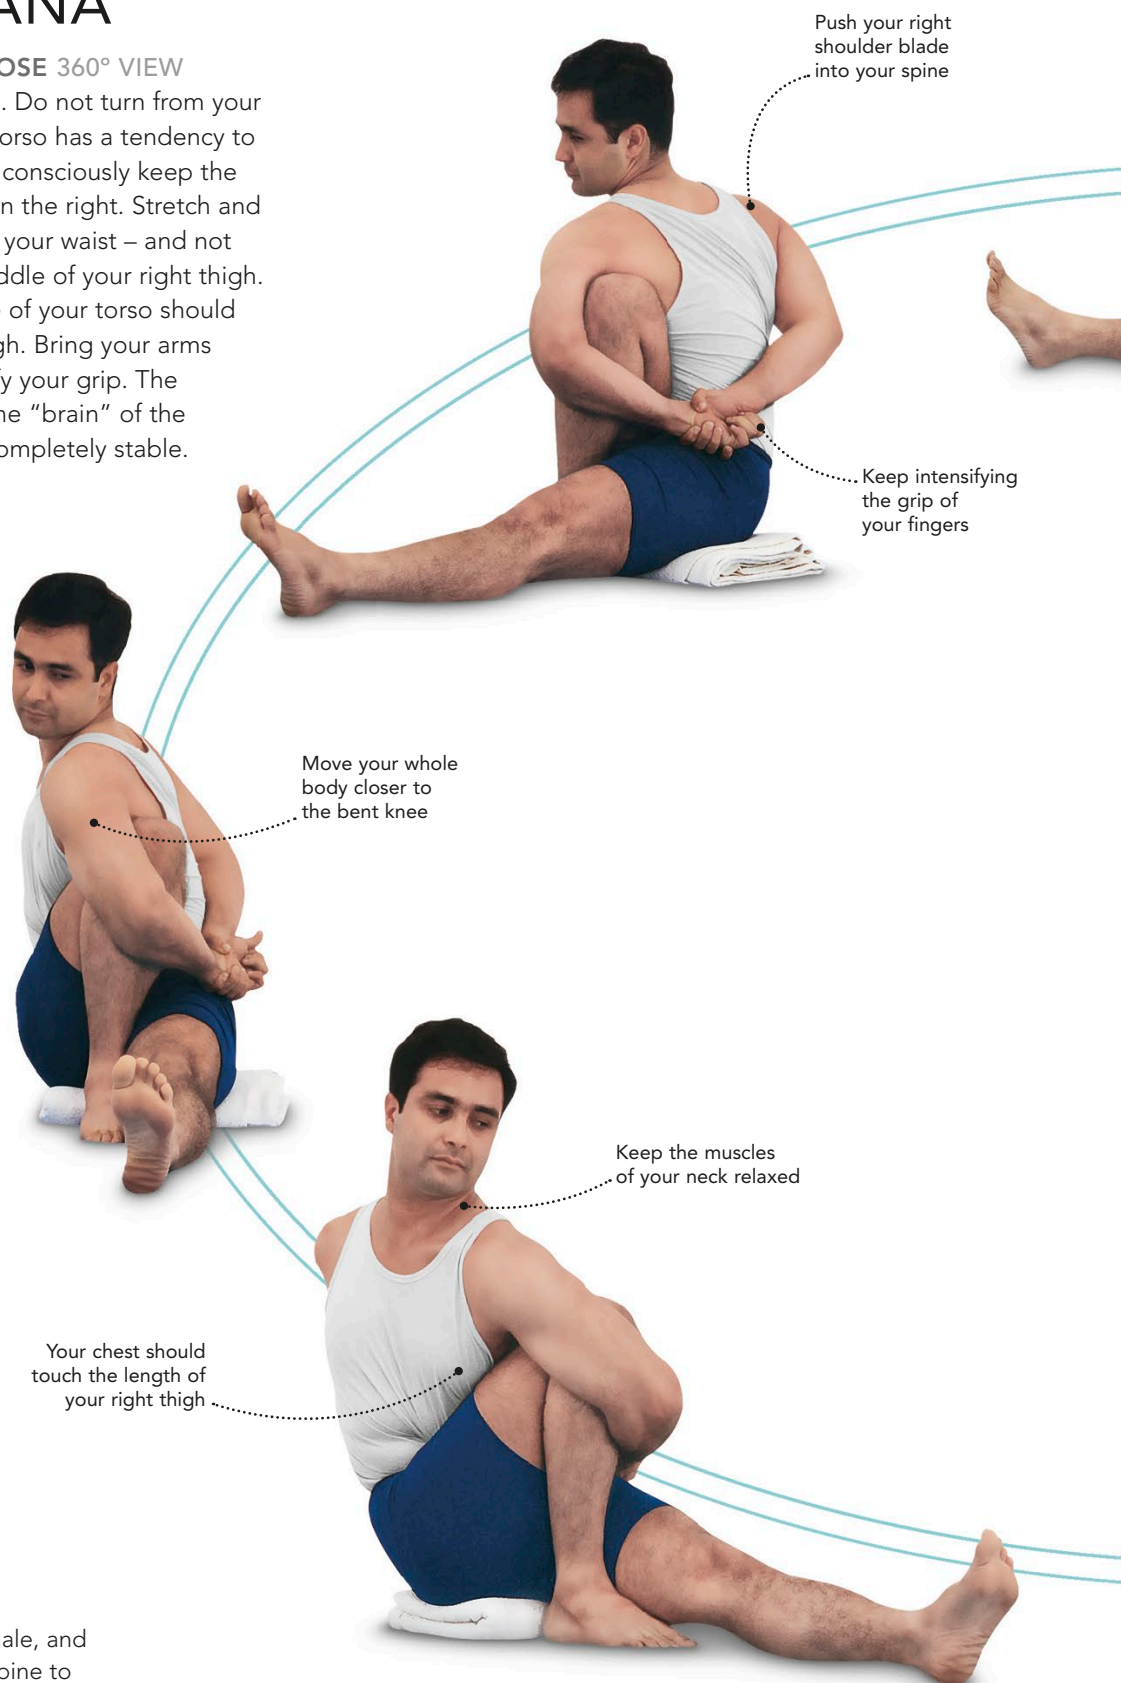 ANA
OSE 360° VIEW
. Do not turn from your
orso has a tendency to
consciously keep the
n the right. Stretch and
your waist – and not
ddle of your right thigh.
of your torso should
gh. Bring your arms
fy your grip. The
he “brain” of the
ompletely stable.
Push your right
shoulder blade
into your spine
Keep intensifying
the grip of
your fingers
Move your whole
body closer to
the bent knee
Keep the muscles
of your neck relaxed
Your chest should
touch the length of
your right thigh
ale, and
pine to